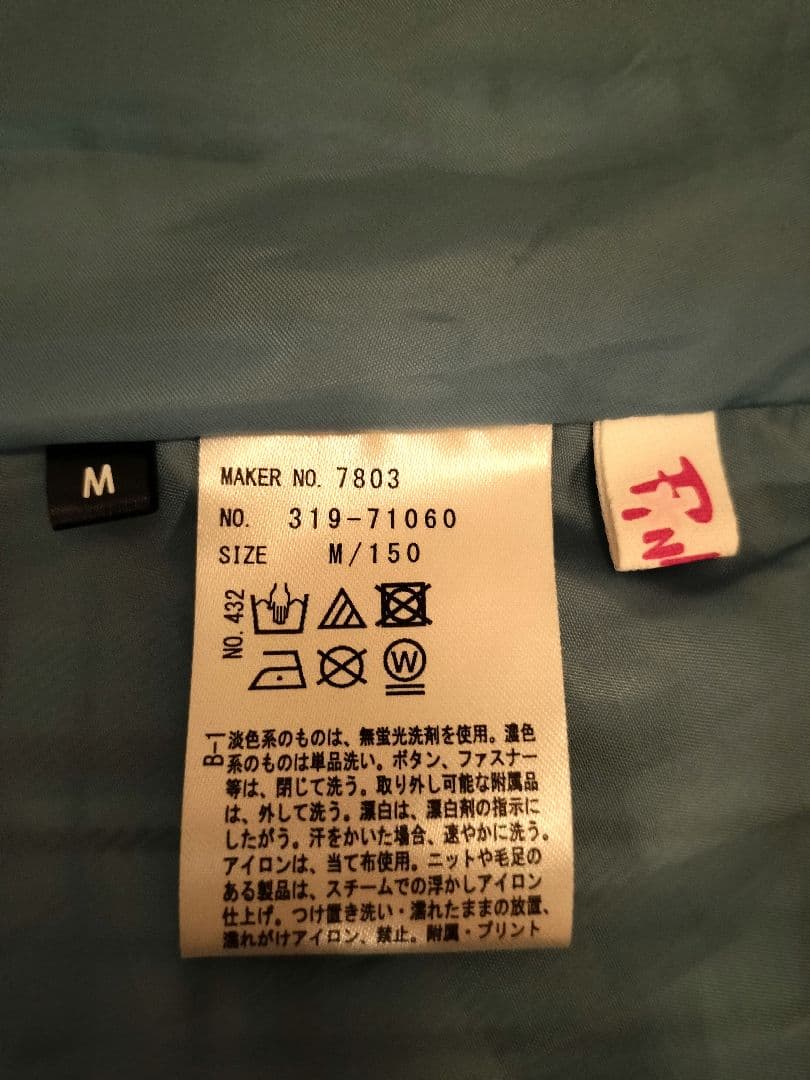 M
MAKER NO. 7803
NO. 319-71060
SIZE M/150
NO. 432
W
B-1
淡色系のものは、無蛍光洗剤を使用。濃色
系のものは単品洗い。ボタン、ファスナー
等は、閉じて洗う。取り外し可能な附属品
は、外して洗う。漂白は、漂白剤の指示に
したがう。汗をかいた場合、速やかに洗う。
アイロンは、当て布使用。ニットや毛足の
ある製品は、スチームでの浮かしアイロン
仕上げ。つけ置き洗い・濡れたままの放置、
濡れがけアイロン、禁止。附属・プリント